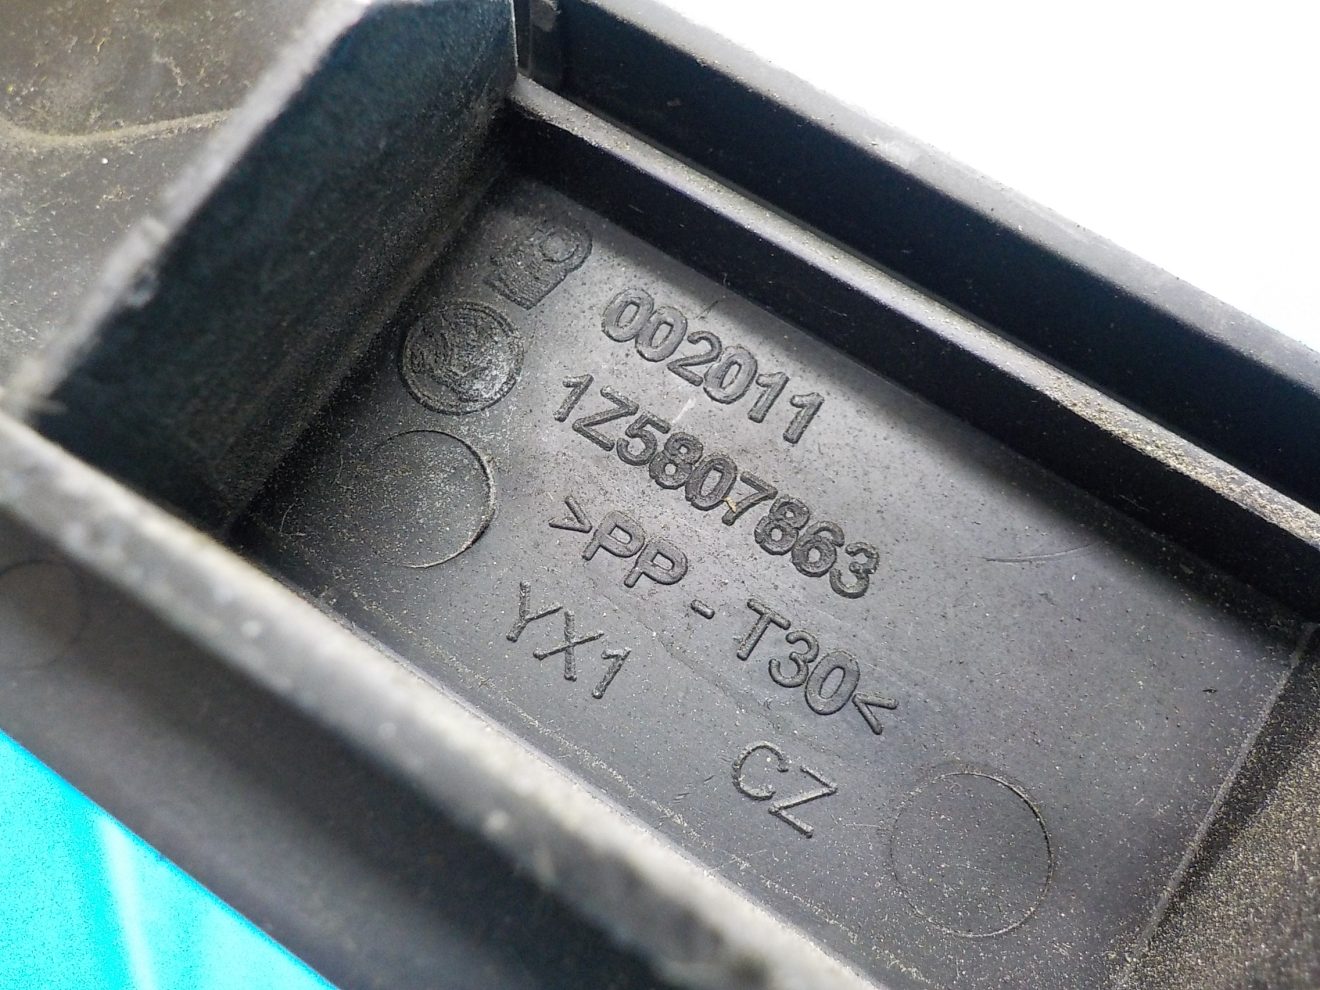 002011
1Z5807863
>PP - T30<
YX1
CZ